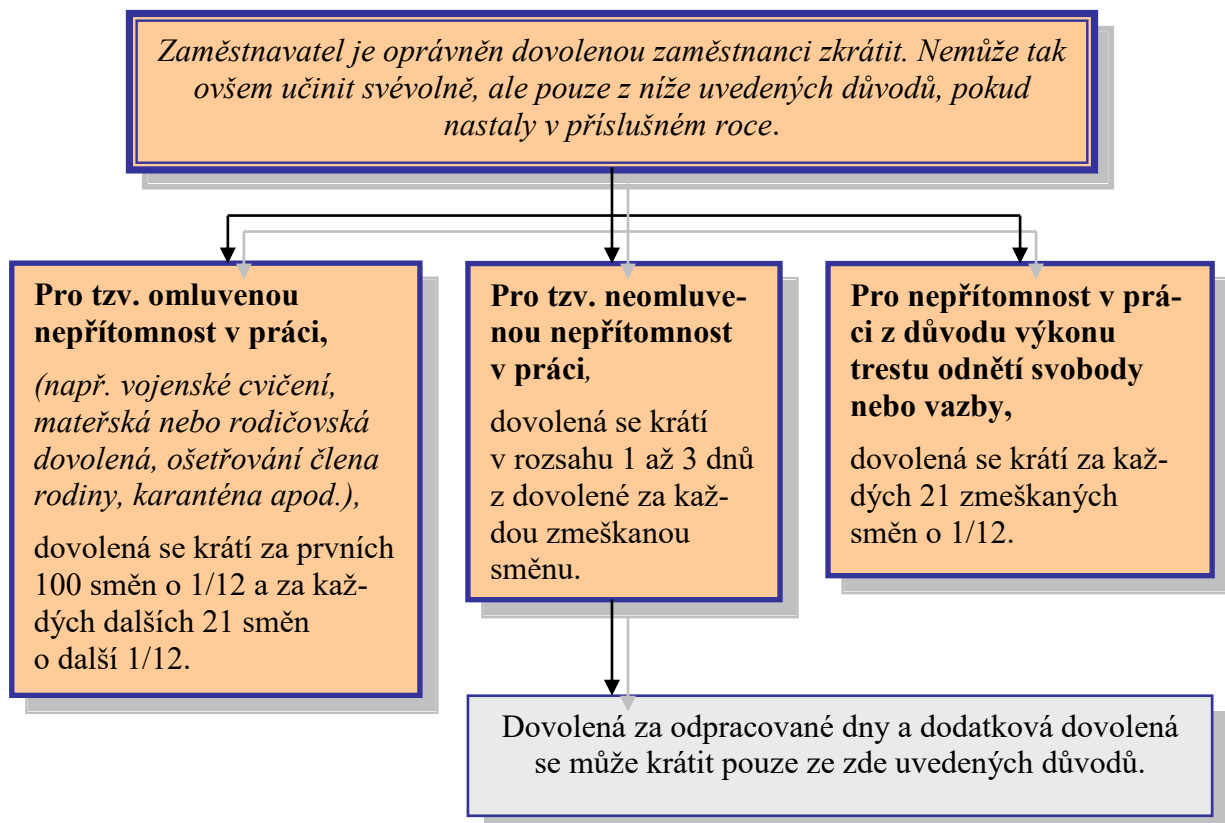 Zaměstnavatel je oprávněn dovolenou zaměstnanci zkrátit. Nemůže tak
ovšem učinit svévolně, ale pouze z níže uvedených důvodů, pokud
nastaly v příslušném roce.
Pro tzv. omluvenou
nepřítomnost v práci,
(např. vojenské cvičení,
mateřská nebo rodičovská
dovolená, ošetřování člena
rodiny, karanténa apod.),
dovolená se krátí za prvních
100 směn o 1/12 a za kaž-
dých dalších 21 směn
o další 1/12.
Pro tzv. neomluve-
nou nepřítomnost
v práci,
dovolená se krátí
v rozsahu 1 až 3 dnů
z dovolené za kaž-
dou zmeškanou
směnu.
Pro nepřítomnost v prá-
ci z důvodu výkonu
trestu odnětí svobody
nebo vazby,
dovolená se krátí za kaž-
dých 21 zmeškaných
směn o 1/12.
Dovolená za odpracované dny a dodatková dovolená
se může krátit pouze ze zde uvedených důvodů.